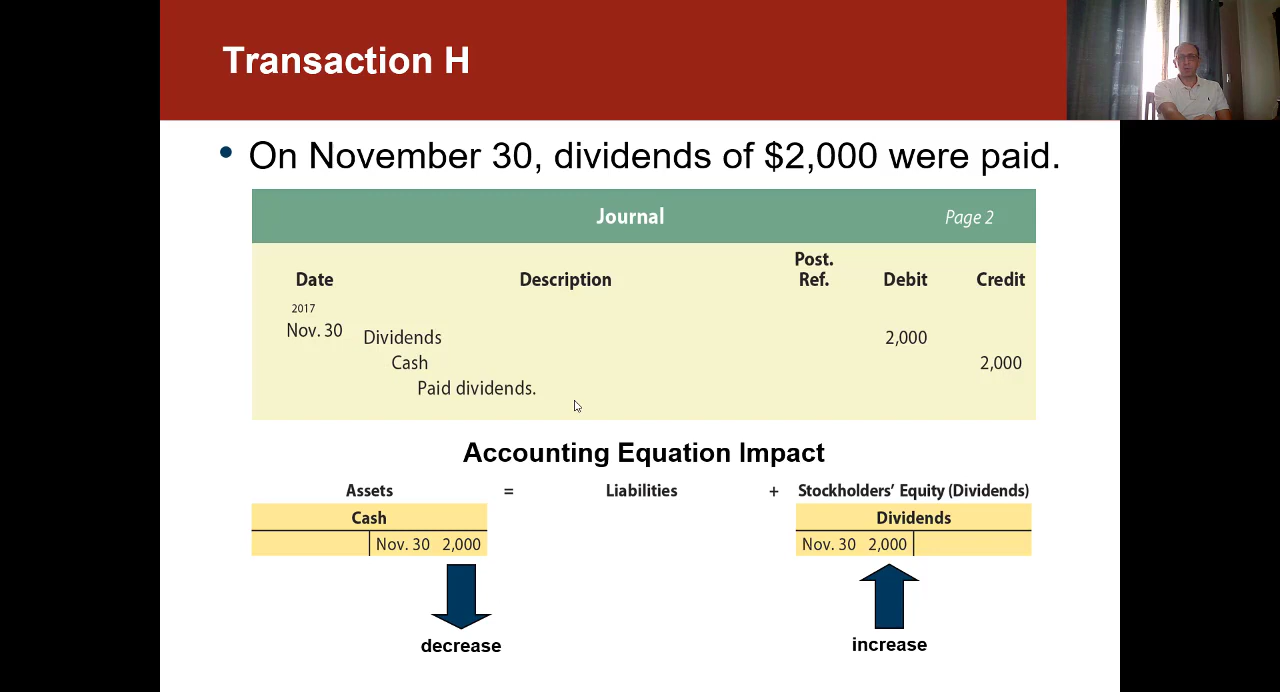 Transaction H
• On November 30, dividends of $2,000 were paid.
Journal Page 2
Date Description Post. Ref. Debit Credit
2017
Nov. 30 Dividends 2,000
Cash 2,000
Paid dividends.
Accounting Equation Impact
Assets = Liabilities + Stockholders’ Equity (Dividends)
Cash Dividends
Nov. 30 2,000 Nov. 30 2,000
decrease increase